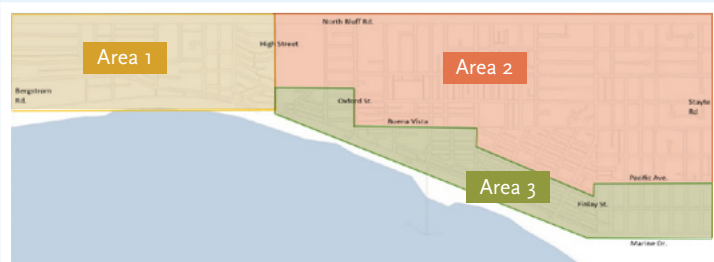 North Bluff Rd.
High Street
Area 1
Area 2
Bergstrom
Rd.
Oxford St.
Stayte
Rd
Buena Vista
Pacific Ave.
Area 3
Finlay St.
Marine Dr.